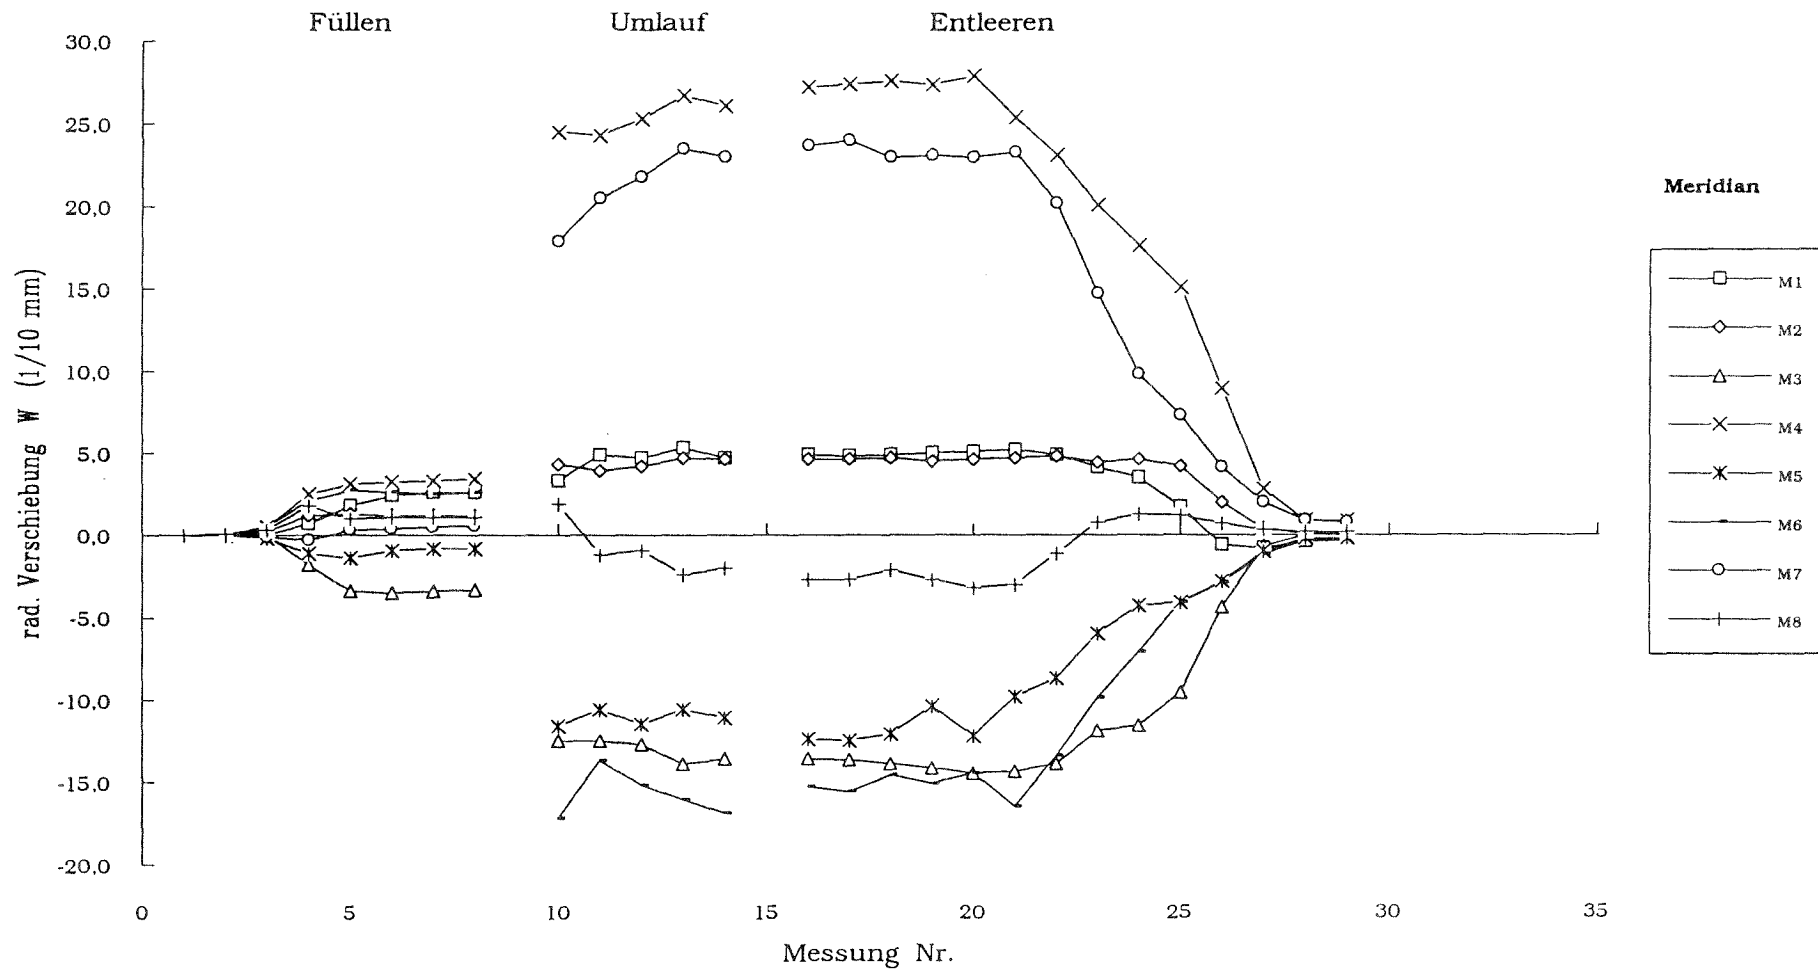 Füllen Umlauf Entleeren
30.0
25.0
20.0
15.0
10.0
5.0
0.0
-5.0
-10.0
-15.0
-20.0
rad. Verschiebung W (1/10 mm)
0 5 10 15 20 25 30 35
Messung Nr.
Meridian
M1
M2
M3
M4
M5
M6
M7
M8